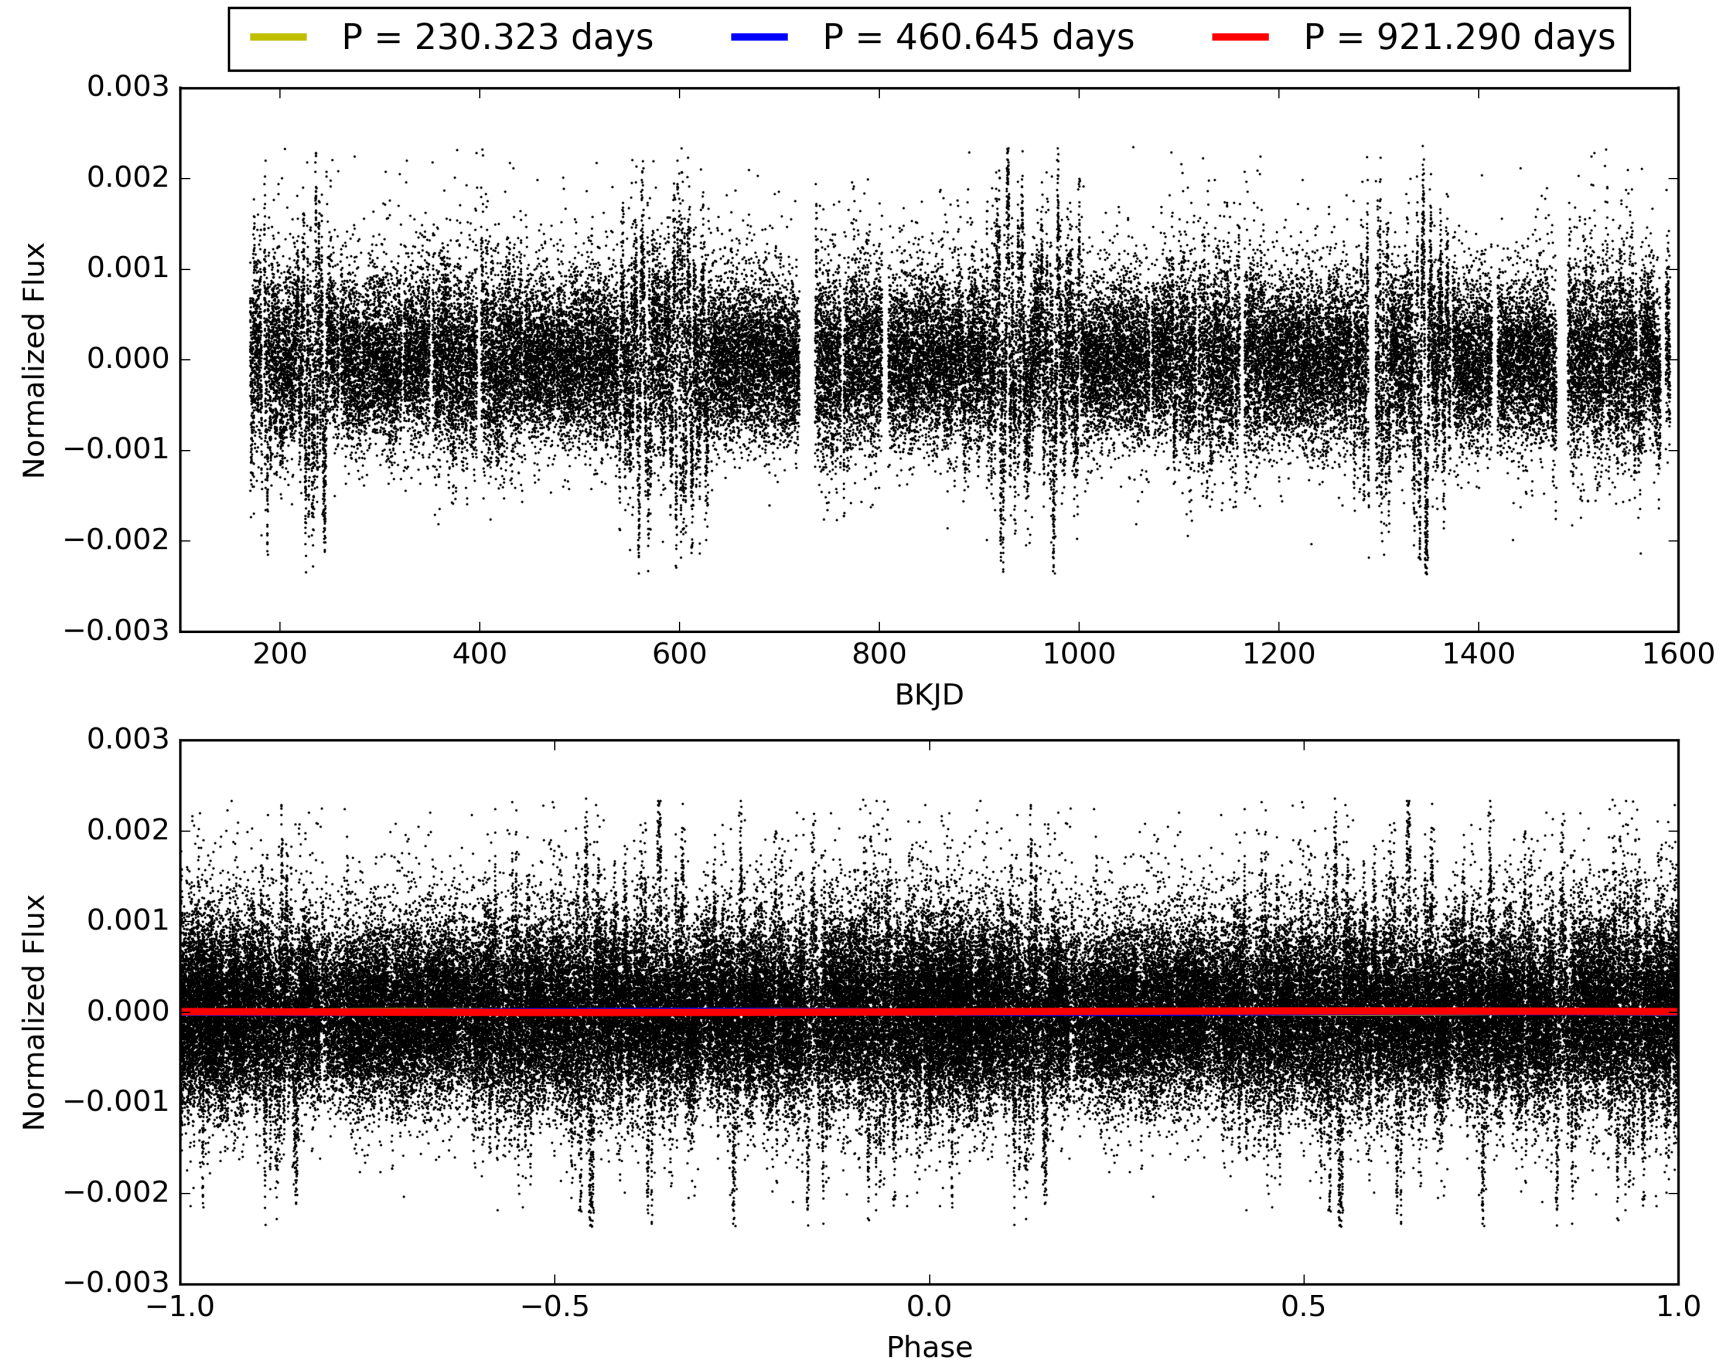 P = 230.323 days P = 460.645 days P = 921.290 days
0.003
0.002
0.001
0.000
−0.001
−0.002
−0.003
Normalized Flux
200 400 600 800 1000 1200 1400 1600
BKJD
0.003
0.002
0.001
0.000
−0.001
−0.002
−0.003
Normalized Flux
−1.0 −0.5 0.0 0.5 1.0
Phase